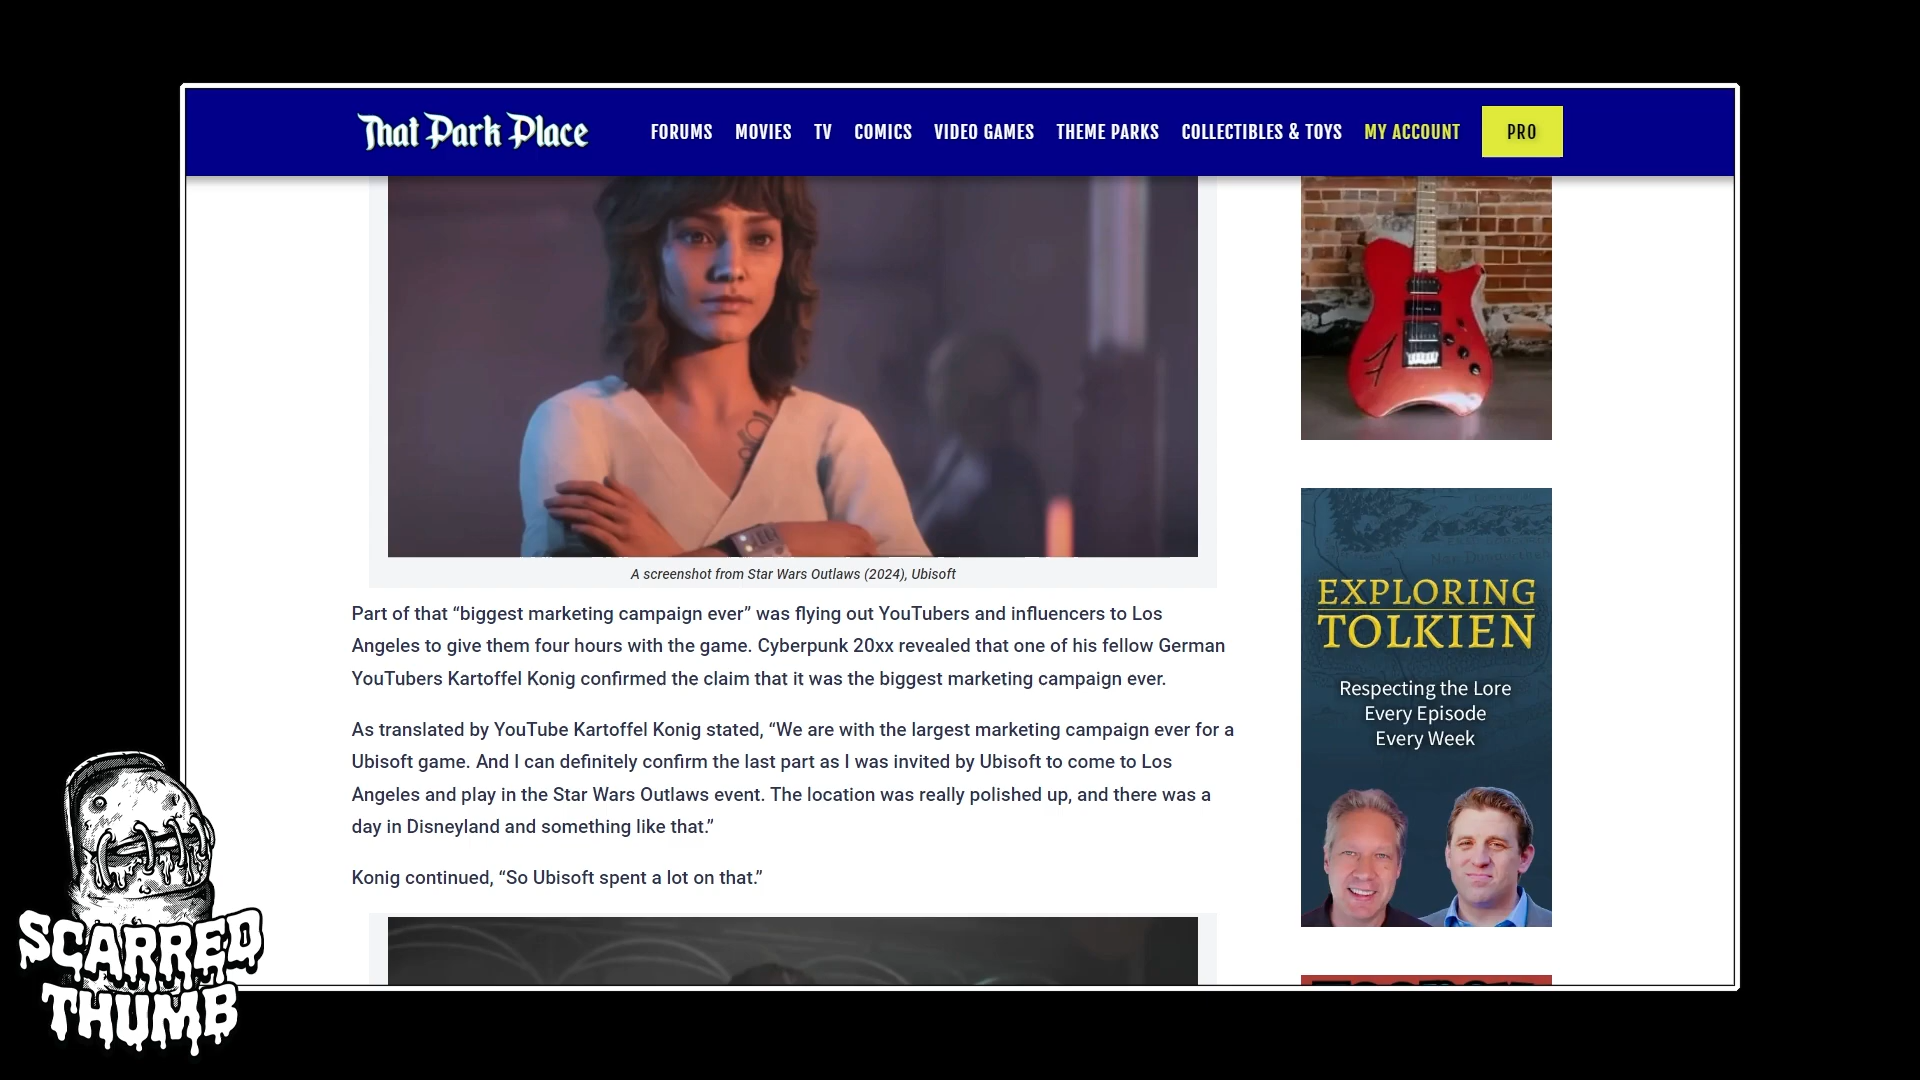 That Park Place
FORUMS MOVIES TV COMICS VIDEO GAMES THEME PARKS COLLECTIBLES & TOYS MY ACCOUNT PRO
A screenshot from Star Wars Outlaws (2024), Ubisoft
Part of that “biggest marketing campaign ever” was flying out YouTubers and influencers to Los
Angeles to give them four hours with the game. Cyberpunk 20xx revealed that one of his fellow German
YouTubers Kartoffel Konig confirmed the claim that it was the biggest marketing campaign ever.
As translated by YouTube Kartoffel Konig stated, “We are with the largest marketing campaign ever for a
Ubisoft game. And I can definitely confirm the last part as I was invited by Ubisoft to come to Los
Angeles and play in the Star Wars Outlaws event. The location was really polished up, and there was a
day in Disneyland and something like that.”
Konig continued, “So Ubisoft spent a lot on that.”
EXPLORING
TOLKIEN
Respecting the Lore
Every Episode
Every Week
SCARRED
THUMB